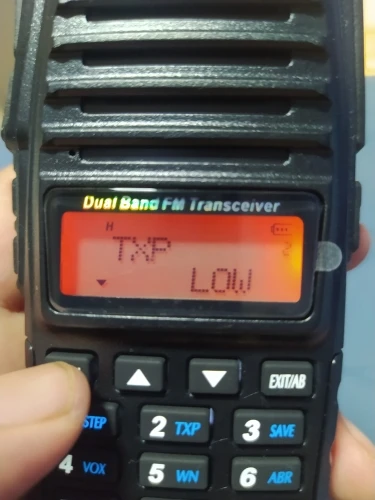 Dual Band FM Transceiver
H
TXP
2
LOW
EXIT/AB
STEP
2 TXP
3 SAVE
4 VOX
5 WN
6 ABR